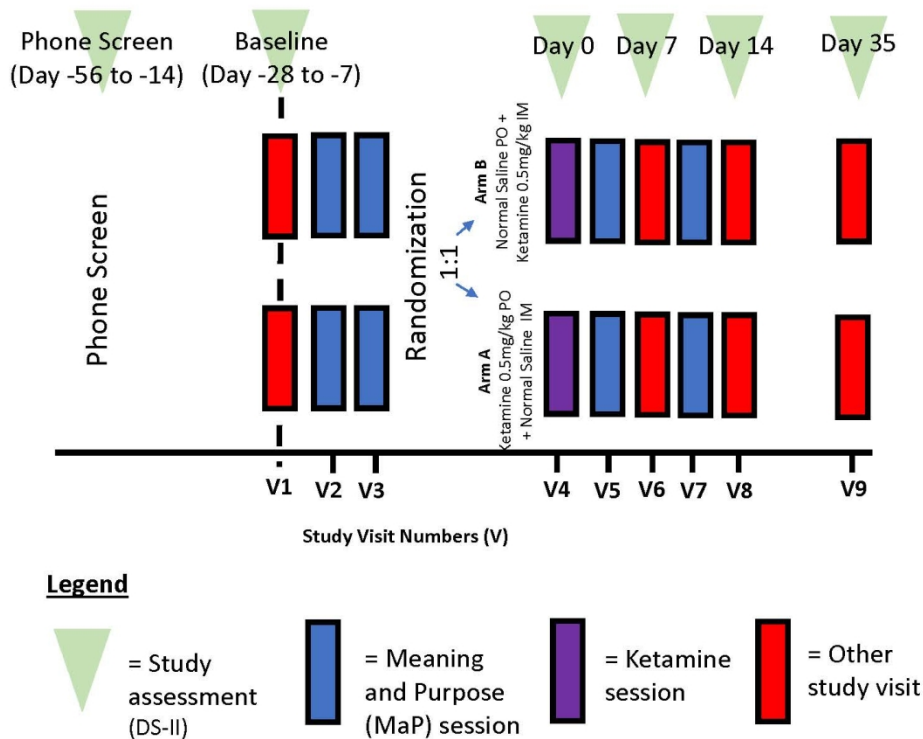 Phone Screen
(Day -56 to -14)
Baseline
(Day -28 to -7)
Day 0
Day 7
Day 14
Day 35
Phone Screen
Randomization
1:1
Arm B
Normal Saline PO +
Ketamine 0.5mg/kg IM
Arm A
Ketamine 0.5mg/kg PO
+ Normal Saline IM
V1
V2
V3
V4
V5
V6
V7
V8
V9
Study Visit Numbers (V)
Legend
= Study
assessment
(DS-II)
= Meaning
and Purpose
(MaP) session
= Ketamine
session
= Other
study visit